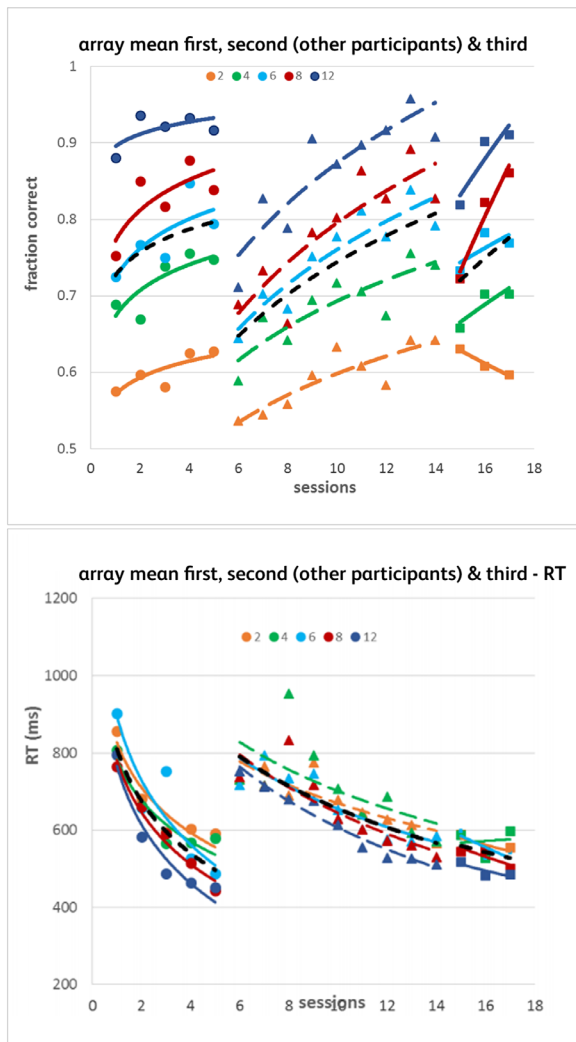 array mean first, second (other participants) & third
1
2 4 6 8 12
0.9
0.8
0.7
0.6
0.5
fraction correct
0 2 4 6 8 10 12 14 16 18
sessions
array mean first, second (other participants) & third - RT
1200
2 4 6 8 12
1000
800
600
400
200
RT (ms)
0 2 4 6 8 10 12 14 16 18
sessions